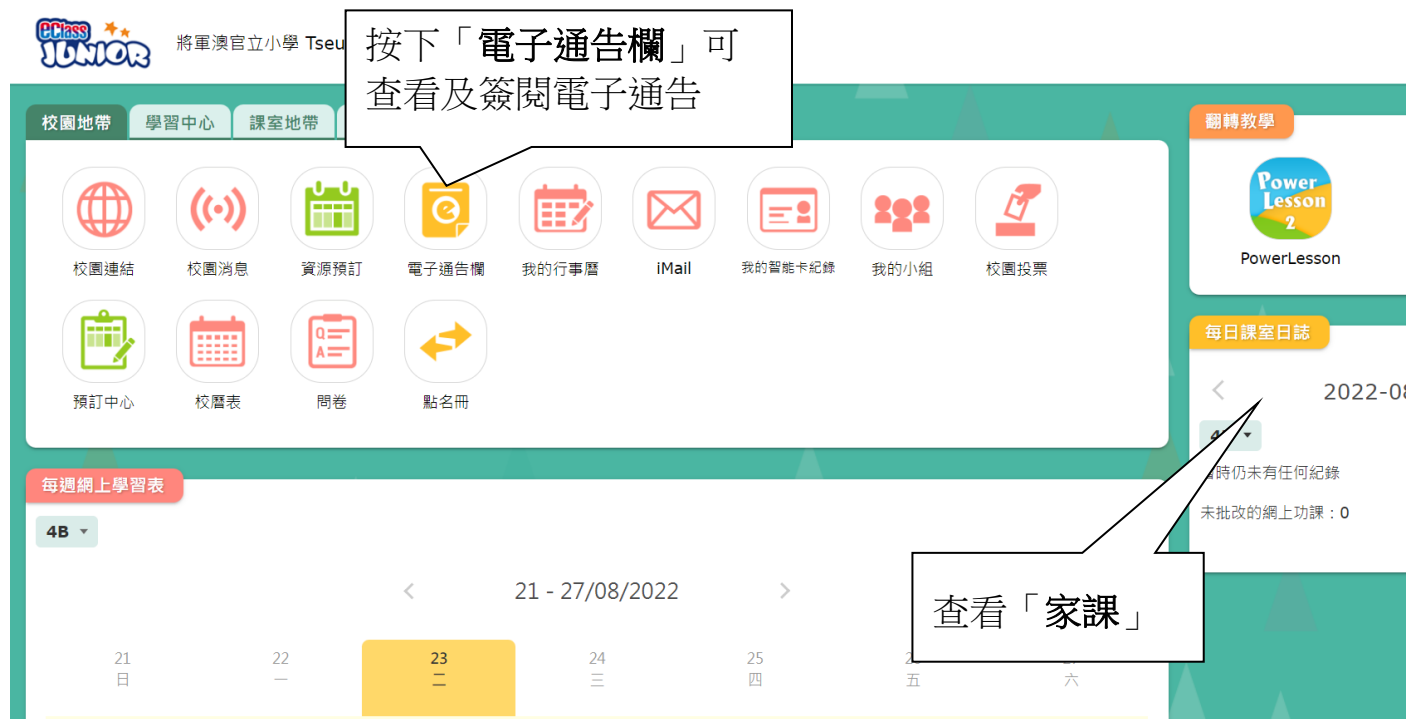 eClass JUNIOR
將軍澳官立小學 Tseu
按下「電子通告欄」可
查看及簽閱電子通告
校園地帶 學習中心 課室地帶
校園連結 校園消息 資源預訂 電子通告欄 我的行事曆 iMail 我的智能卡紀錄 我的小組 校園投票
預訂中心 校曆表 問卷 點名冊
翻轉教學
Power
Lesson
2
PowerLesson
每日課室日誌
2022-08
時仍未有任何紀錄
未批改的網上功課：0
查看「家課」
每週網上學習表
4B
21 - 27/08/2022
21 22 23 24 25
日 一 二 三 四 五 六